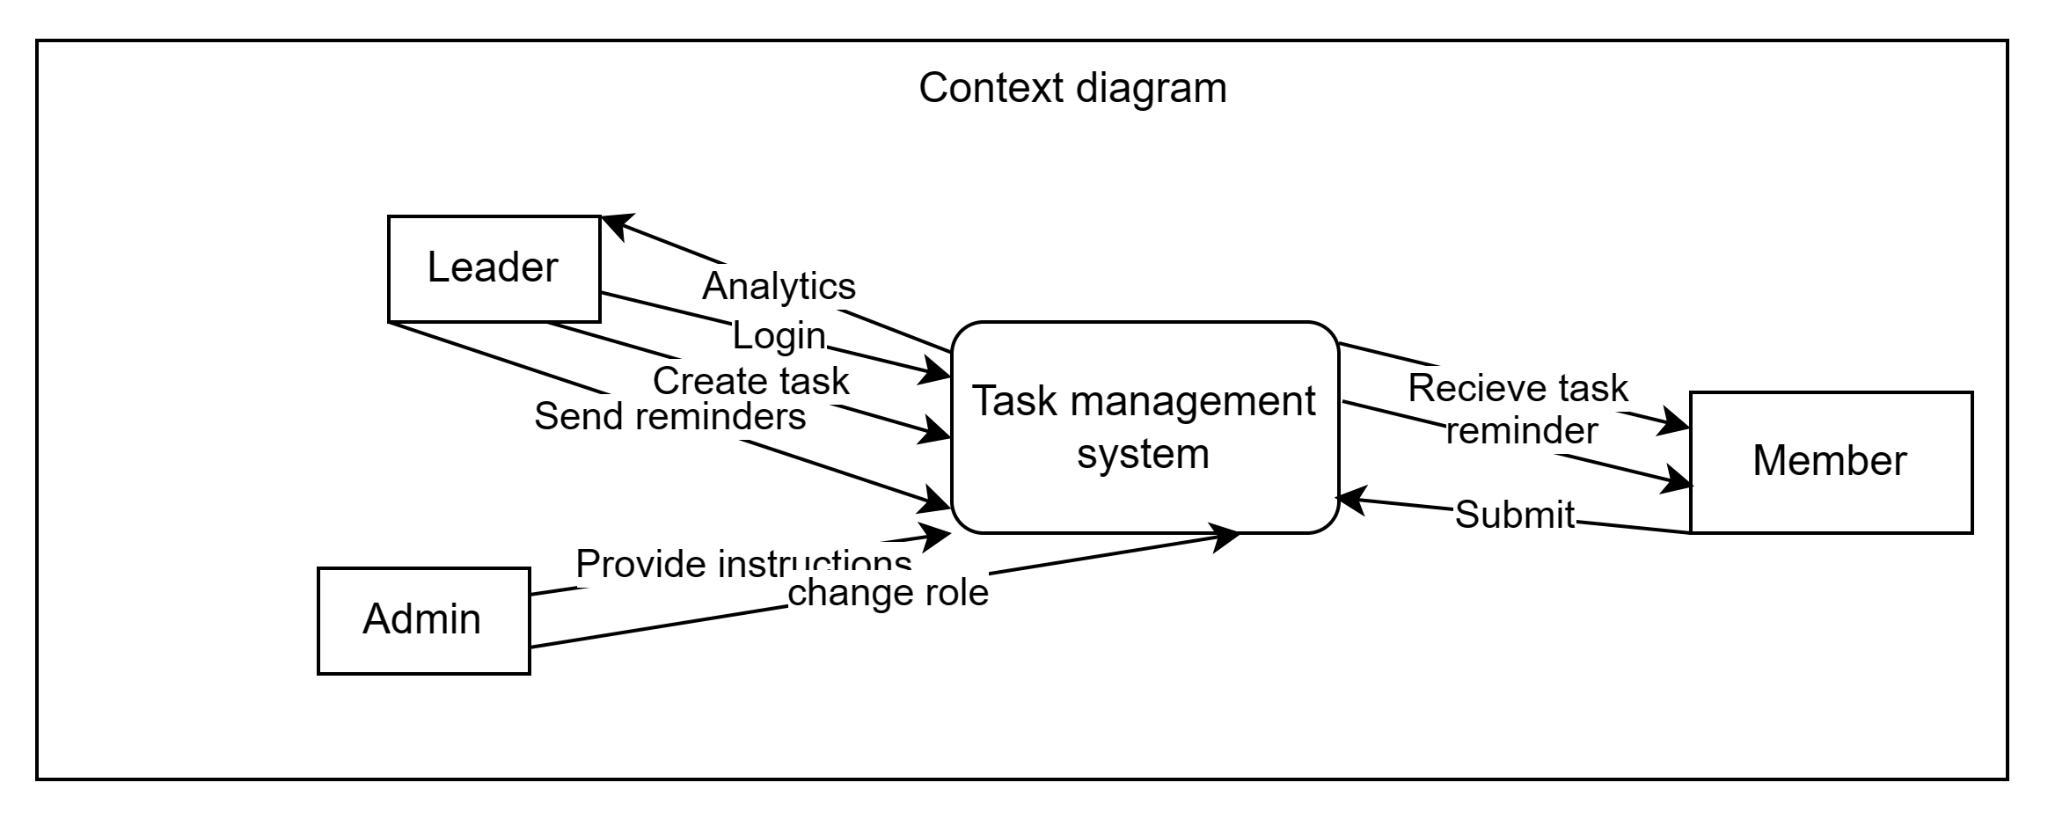 Context diagram
Leader
Analytics
Login
Create task
Send reminders
Task management
system
Recieve task
reminder
Member
Submit
Provide instructions
change role
Admin